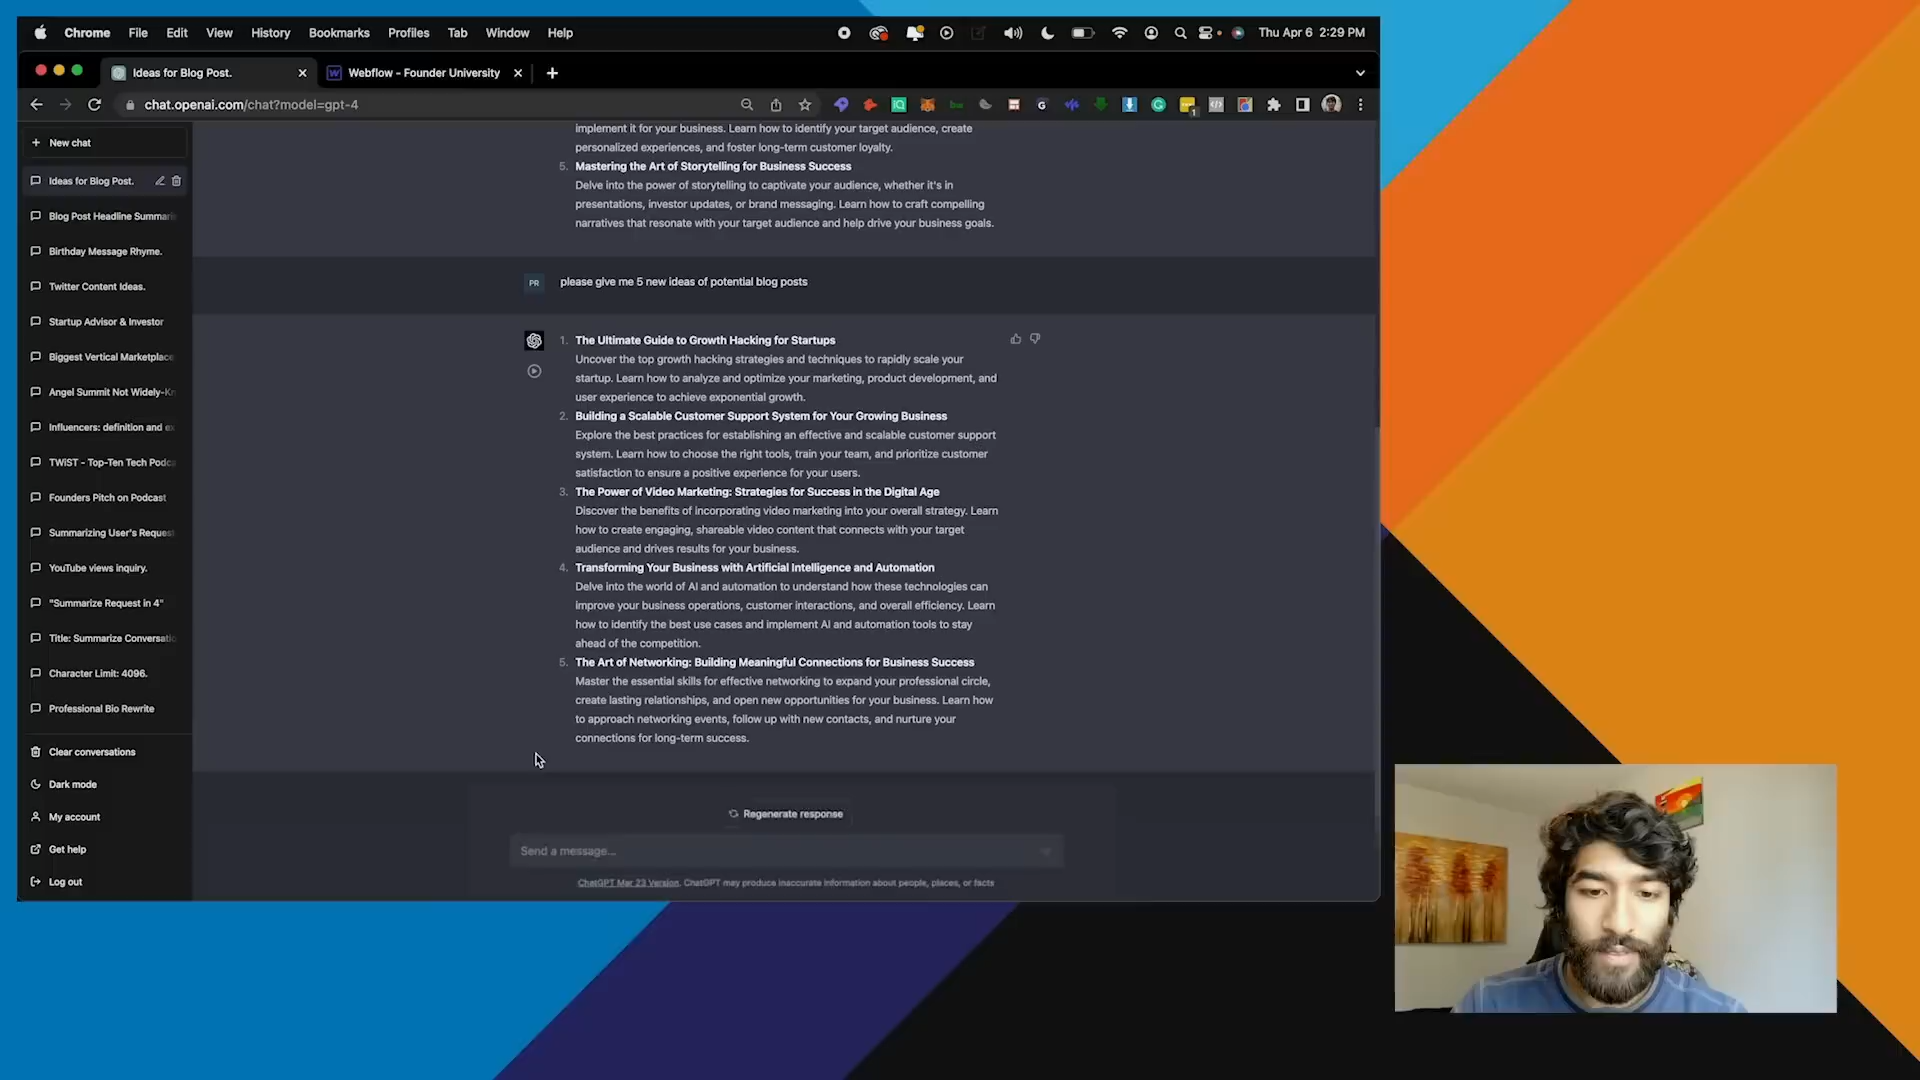 Chrome File Edit View History Bookmarks Profiles Tab Window Help Thu Apr 6 2:29 PM
Ideas for Blog Post. Webflow - Founder University
chat.openai.com/chat?model=gpt-4
New chat
Ideas for Blog Post.
Blog Post Headline Summari
Birthday Message Rhyme.
Twitter Content Ideas.
Startup Advisor & Investor
Biggest Vertical Marketplace
Angel Summit Not Widely-Kn
Influencers: definition and ex
TWiST - Top-Ten Tech Podca
Founders Pitch on Podcast
Summarizing User's Request
YouTube views inquiry.
"Summarize Request in 4"
Title: Summarize Conversatio
Character Limit: 4096.
Professional Bio Rewrite
Clear conversations
Dark mode
My account
Get help
Log out
implement it for your business. Learn how to identify your target audience, create
personalized experiences, and foster long-term customer loyalty.
5. Mastering the Art of Storytelling for Business Success
Delve into the power of storytelling to captivate your audience, whether it's in
presentations, investor updates, or brand messaging. Learn how to craft compelling
narratives that resonate with your target audience and help drive your business goals.
PR please give me 5 new ideas of potential blog posts
1. The Ultimate Guide to Growth Hacking for Startups
Uncover the top growth hacking strategies and techniques to rapidly scale your
startup. Learn how to analyze and optimize your marketing, product development, and
user experience to achieve exponential growth.
2. Building a Scalable Customer Support System for Your Growing Business
Explore the best practices for establishing an effective and scalable customer support
system. Learn how to choose the right tools, train your team, and prioritize customer
satisfaction to ensure a positive experience for your users.
3. The Power of Video Marketing: Strategies for Success in the Digital Age
Discover the benefits of incorporating video marketing into your overall strategy. Learn
how to create engaging, shareable video content that connects with your target
audience and drives results for your business.
4. Transforming Your Business with Artificial Intelligence and Automation
Delve into the world of AI and automation to understand how these technologies can
improve your business operations, customer interactions, and overall efficiency. Learn
how to identify the best use cases and implement AI and automation tools to stay
ahead of the competition.
5. The Art of Networking: Building Meaningful Connections for Business Success
Master the essential skills for effective networking to expand your professional circle,
create lasting relationships, and open new opportunities for your business. Learn how
to approach networking events, follow up with new contacts, and nurture your
connections for long-term success.
Regenerate response
Send a message...
ChatGPT Mar 23 Version. ChatGPT may produce inaccurate information about people, places, or facts